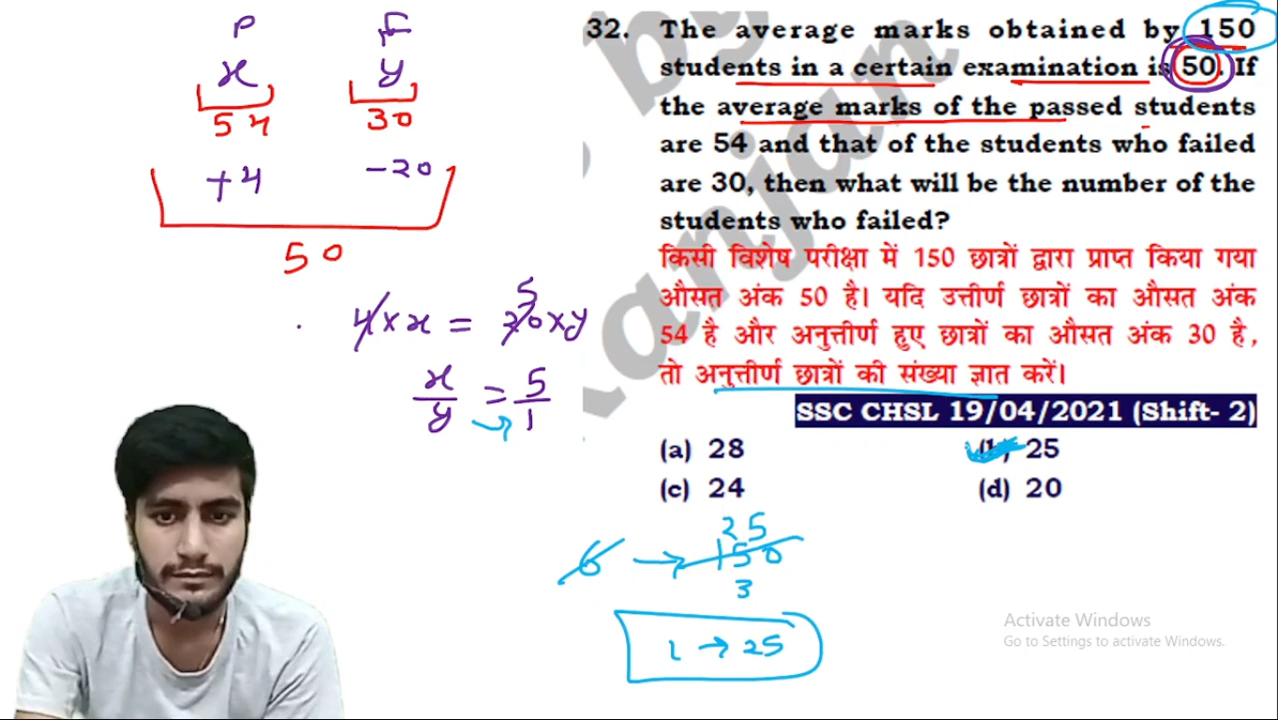 P F
x y
54 30
+4 -20
50
4 × x = 20 × y
5
x/y = 5/1
32. The average marks obtained by 150
students in a certain examination is 50. If
the average marks of the passed students
are 54 and that of the students who failed
are 30, then what will be the number of the
students who failed?
किसी विशेष परीक्षा में 150 छात्रों द्वारा प्राप्त किया गया
औसत अंक 50 है। यदि उत्तीर्ण छात्रों का औसत अंक
54 है और अनुत्तीर्ण हुए छात्रों का औसत अंक 30 है,
तो अनुत्तीर्ण छात्रों की संख्या ज्ञात करें।
SSC CHSL 19/04/2021 (Shift- 2)
(a) 28 (b) 25
(c) 24 (d) 20
25
6 → 150
3
1 → 25
Activate Windows
Go to Settings to activate Windows.